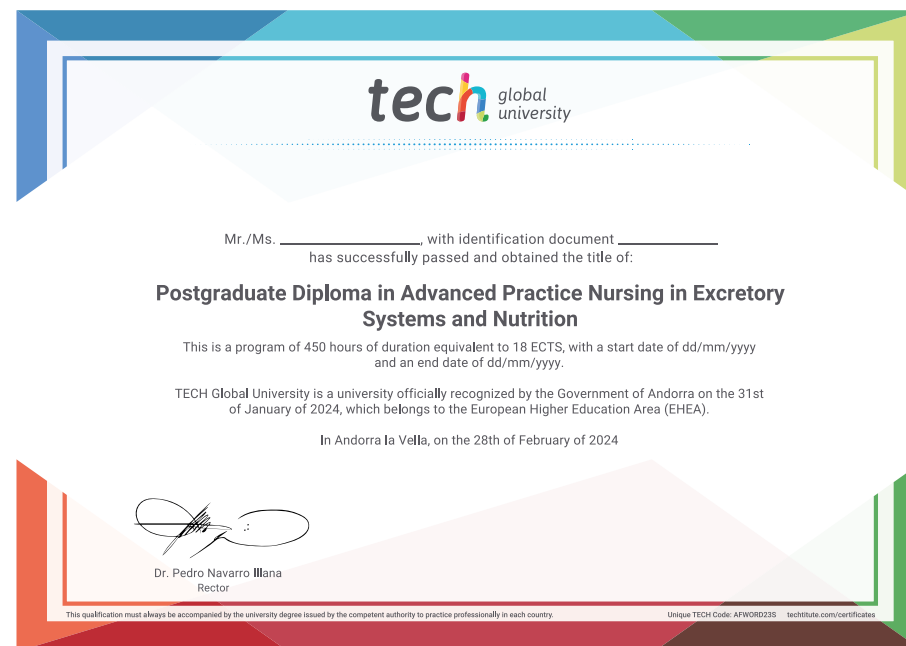 tech global university
Mr./Ms. ____________, with identification document ____________
has successfully passed and obtained the title of:
Postgraduate Diploma in Advanced Practice Nursing in Excretory
Systems and Nutrition
This is a program of 450 hours of duration equivalent to 18 ECTS, with a start date of dd/mm/yyyy
and an end date of dd/mm/yyyy.
TECH Global University is a university officially recognized by the Government of Andorra on the 31st
of January of 2024, which belongs to the European Higher Education Area (EHEA).
In Andorra la Vella, on the 28th of February of 2024
Dr. Pedro Navarro Illana
Rector
This qualification must always be accompanied by the university degree issued by the competent authority to practice professionally in each country.
Unique TECH Code: AFWORD23S techtitute.com/certificates